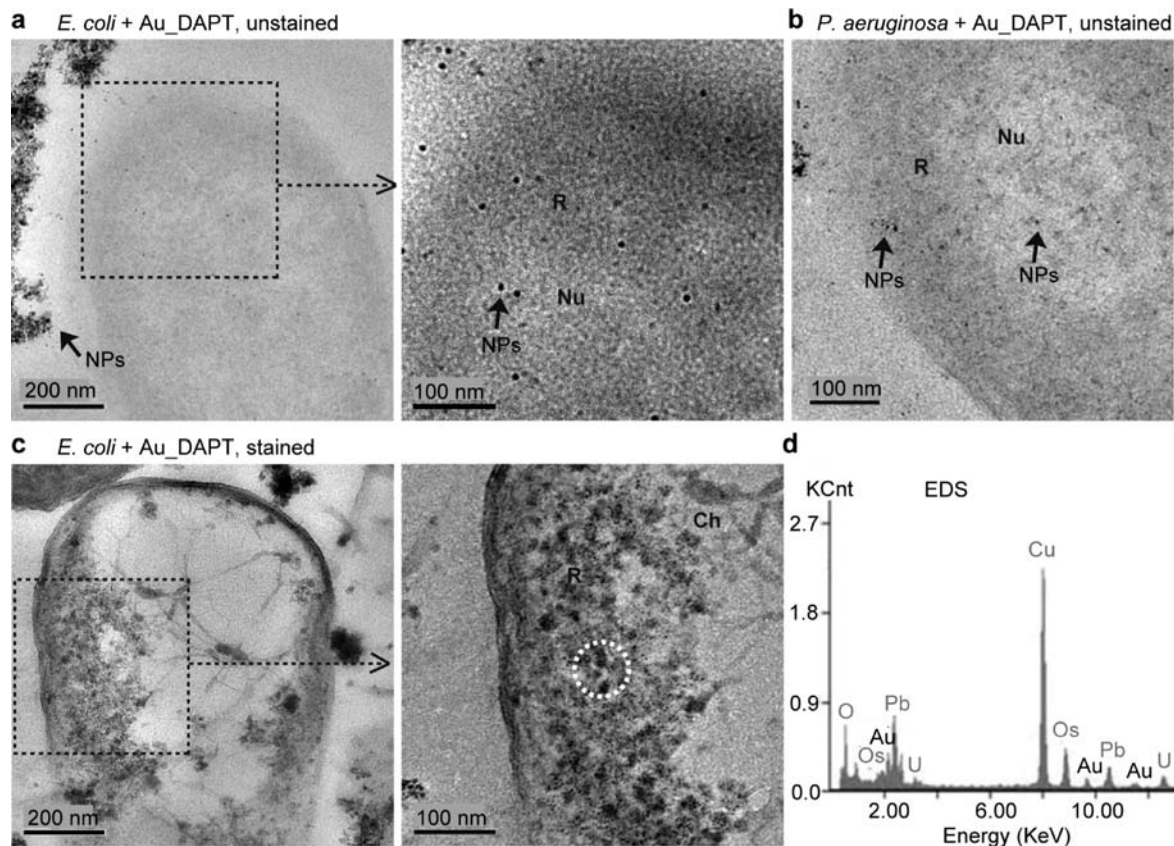 a E. coli + Au_DAPT, unstained
NPs
200 nm
R
Nu
NPs
100 nm
b P. aeruginosa + Au_DAPT, unstained
Nu
R
NPs
NPs
100 nm
c E. coli + Au_DAPT, stained
200 nm
Ch
R
100 nm
d
KCnt EDS
2.7
Cu
1.8
0.9
O
Pb
Au
Os
U
Os
Au
Pb
Au
U
0.0
2.00 6.00 10.00
Energy (KeV)